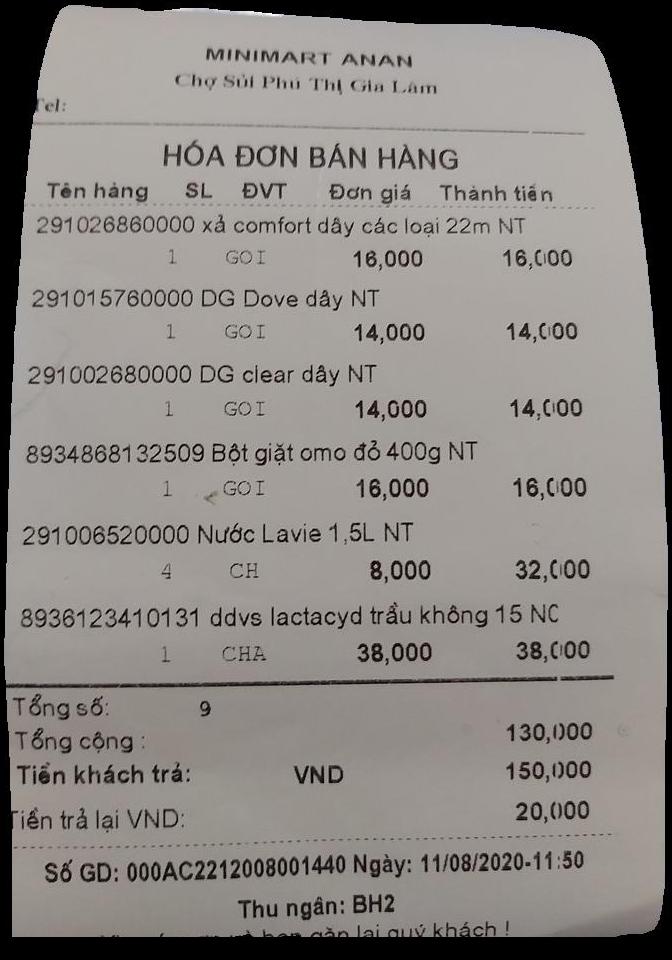 MINIMART ANAN
Chợ Sủi Phú Thị Gia Lâm
Tel:
HÓA ĐƠN BÁN HÀNG
Tên hàng SL ĐVT Đơn giá Thành tiền
291026860000 xả comfort dây các loại 22m NT
1 GOI 16,000 16,000
291015760000 DG Dove dây NT
1 GOI 14,000 14,000
291002680000 DG clear dây NT
1 GOI 14,000 14,000
8934868132509 Bột giặt omo đỏ 400g NT
1 GOI 16,000 16,000
291006520000 Nước Lavie 1,5L NT
4 CH 8,000 32,000
8936123410131 ddvs lactacyd trầu không 15 NC
1 CHA 38,000 38,000
Tổng số: 9
Tổng cộng : 130,000
Tiền khách trả: VND 150,000
Tiền trả lại VND: 20,000
Số GD: 000AC2212008001440 Ngày: 11/08/2020-11:50
Thu ngân: BH2
hẹn gặp lại quý khách !